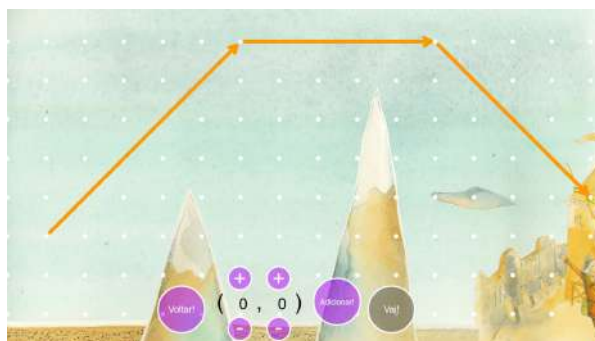 + +
Voltar! ( 0 , 0 ) Adicionar! Vai!
- -